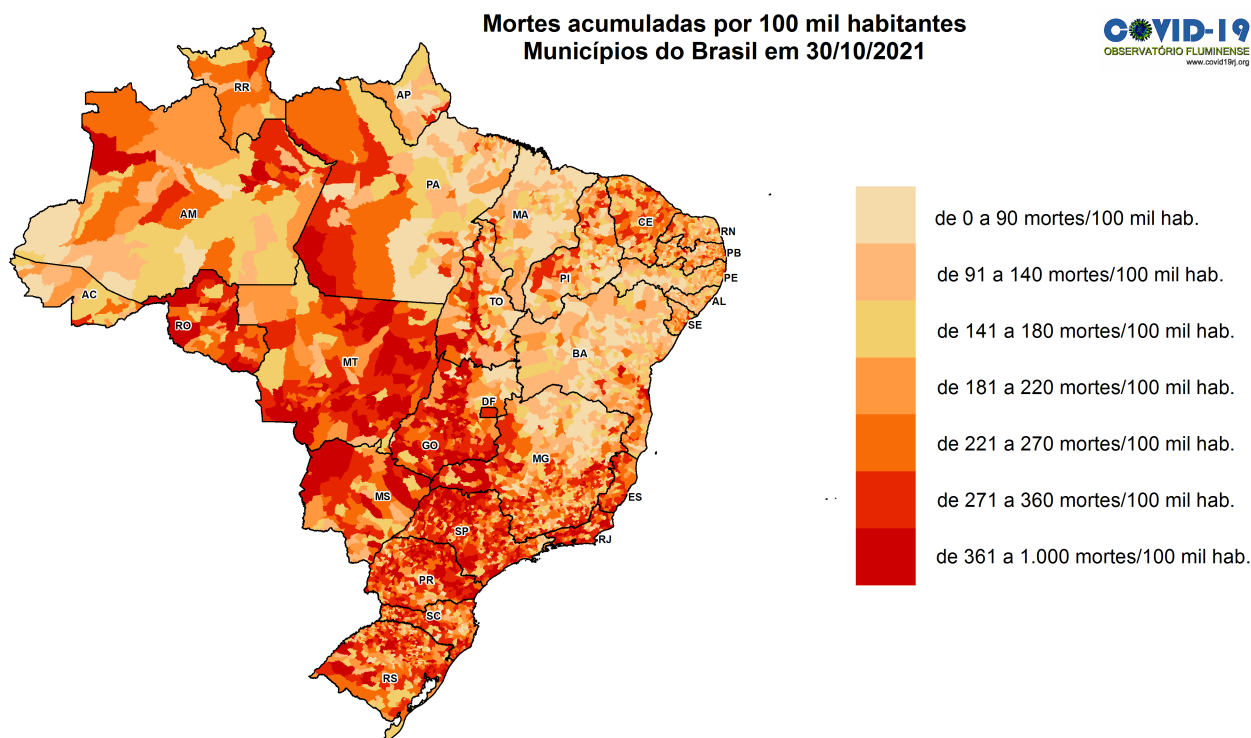 Mortes acumuladas por 100 mil habitantes
Municípios do Brasil em 30/10/2021
COVID-19
OBSERVATÓRIO FLUMINENSE
www.covid19rj.org
RR
AP
AM
PA
MA
CE
RN
PB
PE
AL
SE
PI
AC
RO
TO
BA
MT
DF
GO
MG
MS
ES
SP
RJ
PR
SC
RS
de 0 a 90 mortes/100 mil hab.
de 91 a 140 mortes/100 mil hab.
de 141 a 180 mortes/100 mil hab.
de 181 a 220 mortes/100 mil hab.
de 221 a 270 mortes/100 mil hab.
de 271 a 360 mortes/100 mil hab.
de 361 a 1.000 mortes/100 mil hab.